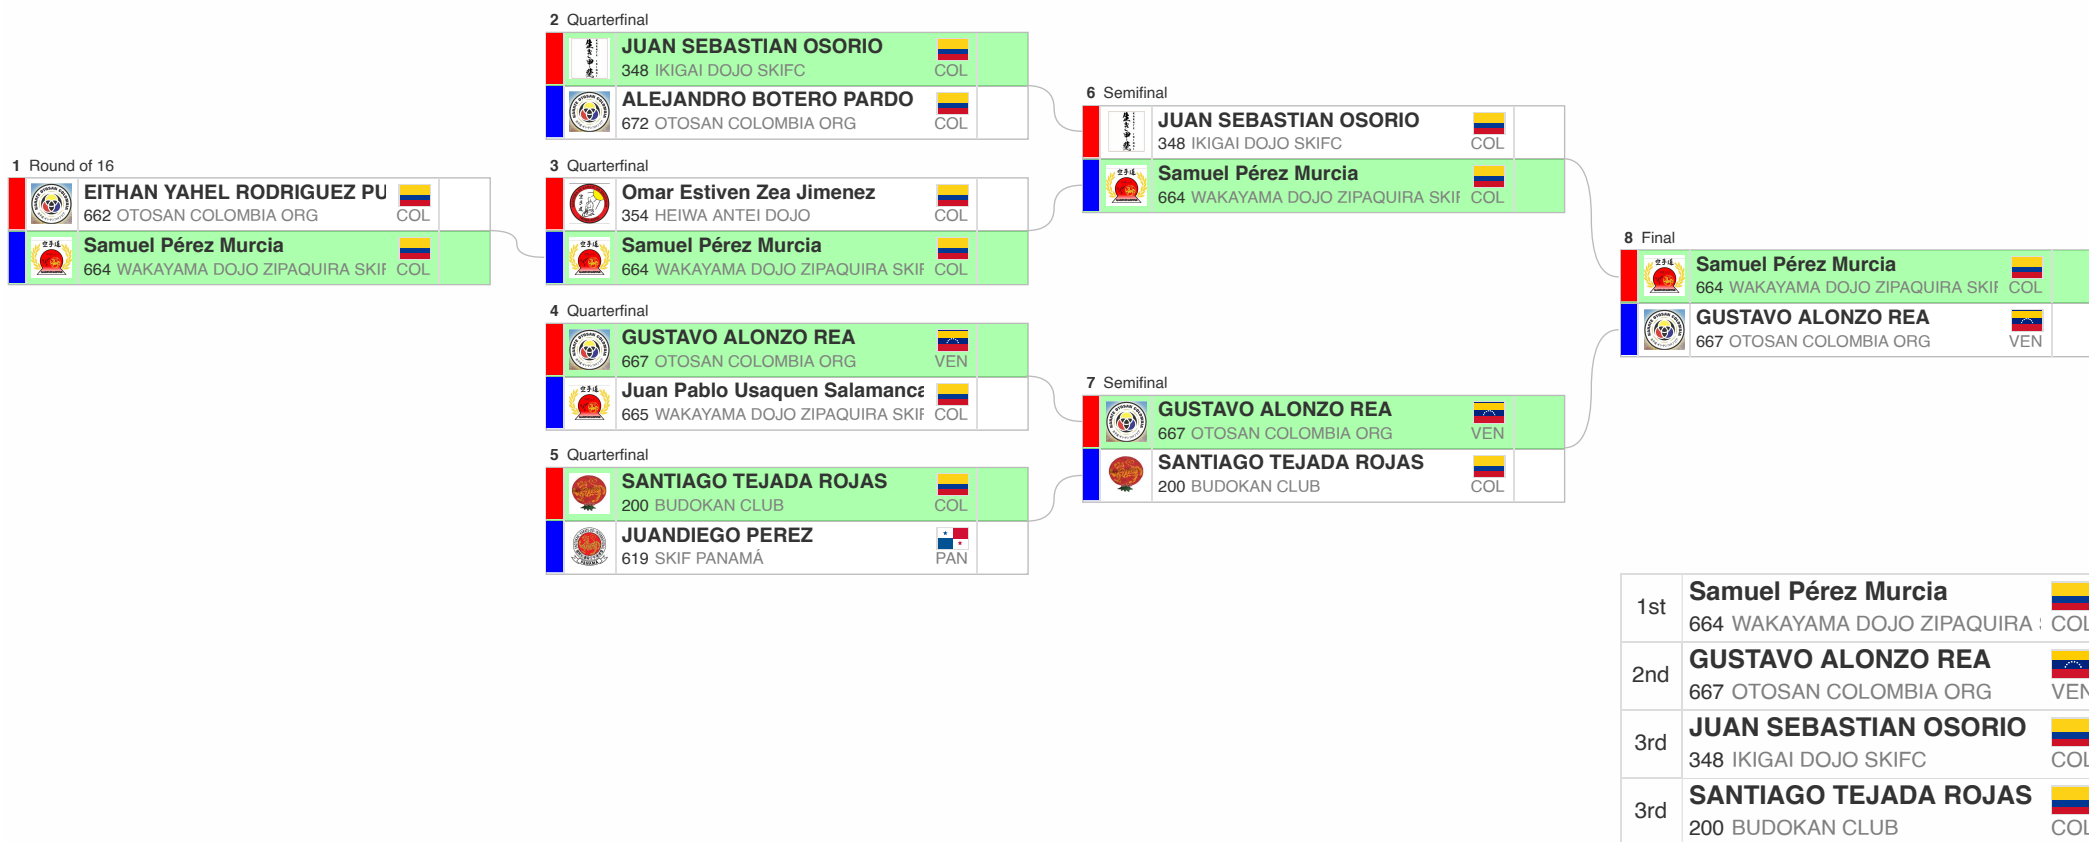 1 Round of 16
EITHAN YAHEL RODRIGUEZ PU
662 OTOSAN COLOMBIA ORG COL
Samuel Pérez Murcia
664 WAKAYAMA DOJO ZIPAQUIRA SKIF COL
2 Quarterfinal
JUAN SEBASTIAN OSORIO
348 IKIGAI DOJO SKIFC COL
ALEJANDRO BOTERO PARDO
672 OTOSAN COLOMBIA ORG COL
3 Quarterfinal
Omar Estiven Zea Jimenez
354 HEIWA ANTEI DOJO COL
Samuel Pérez Murcia
664 WAKAYAMA DOJO ZIPAQUIRA SKIF COL
4 Quarterfinal
GUSTAVO ALONZO REA
667 OTOSAN COLOMBIA ORG VEN
Juan Pablo Usaquen Salamanca
665 WAKAYAMA DOJO ZIPAQUIRA SKIF COL
5 Quarterfinal
SANTIAGO TEJADA ROJAS
200 BUDOKAN CLUB COL
JUANDIEGO PEREZ
619 SKIF PANAMÁ PAN
6 Semifinal
JUAN SEBASTIAN OSORIO
348 IKIGAI DOJO SKIFC COL
Samuel Pérez Murcia
664 WAKAYAMA DOJO ZIPAQUIRA SKIF COL
7 Semifinal
GUSTAVO ALONZO REA
667 OTOSAN COLOMBIA ORG VEN
SANTIAGO TEJADA ROJAS
200 BUDOKAN CLUB COL
8 Final
Samuel Pérez Murcia
664 WAKAYAMA DOJO ZIPAQUIRA SKIF COL
GUSTAVO ALONZO REA
667 OTOSAN COLOMBIA ORG VEN
1st
Samuel Pérez Murcia
664 WAKAYAMA DOJO ZIPAQUIRA COL
2nd
GUSTAVO ALONZO REA
667 OTOSAN COLOMBIA ORG VEN
3rd
JUAN SEBASTIAN OSORIO
348 IKIGAI DOJO SKIFC COL
3rd
SANTIAGO TEJADA ROJAS
200 BUDOKAN CLUB COL